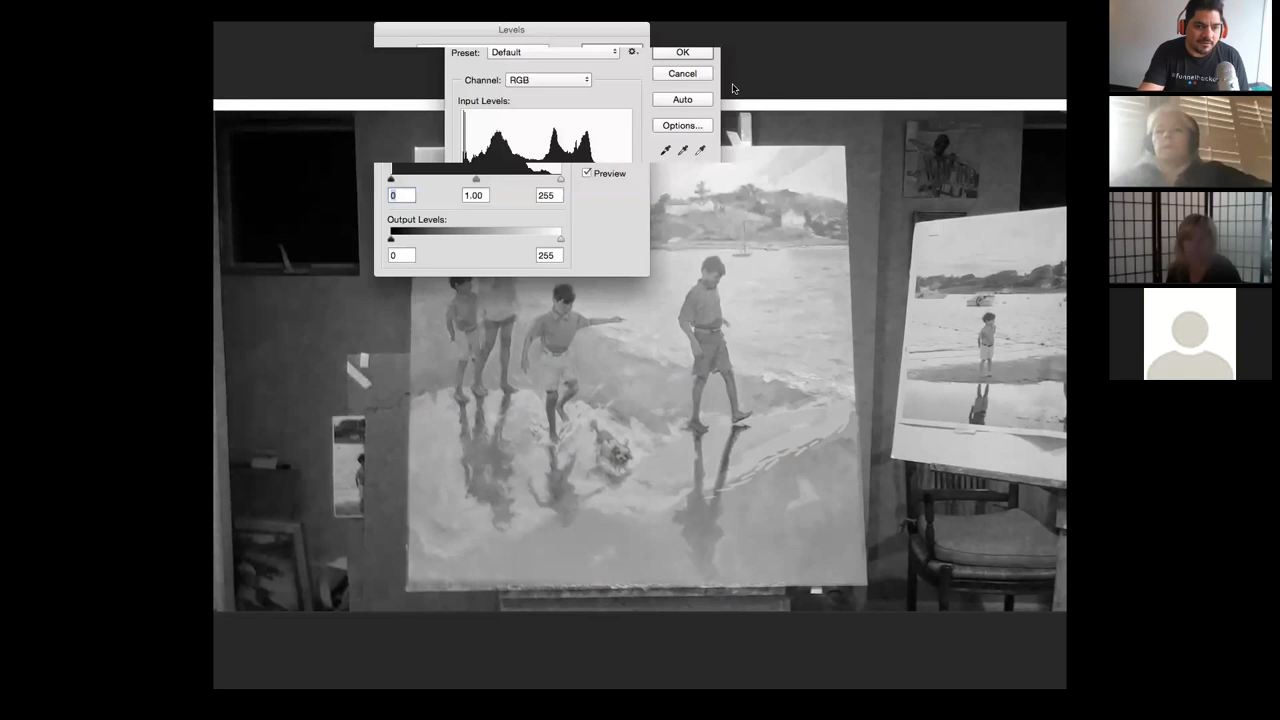 Levels
Preset: Default
OK
Channel: RGB
Cancel
Input Levels:
Auto
Options...
Preview
0 1.00 255
Output Levels:
0 255
#funnelhacker